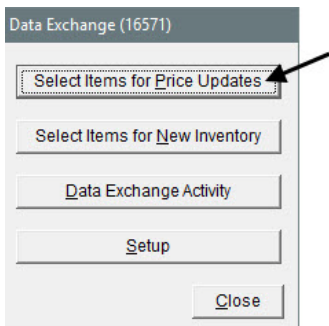 Data Exchange (16571)
Select Items for Price Updates
Select Items for New Inventory
Data Exchange Activity
Setup
Close